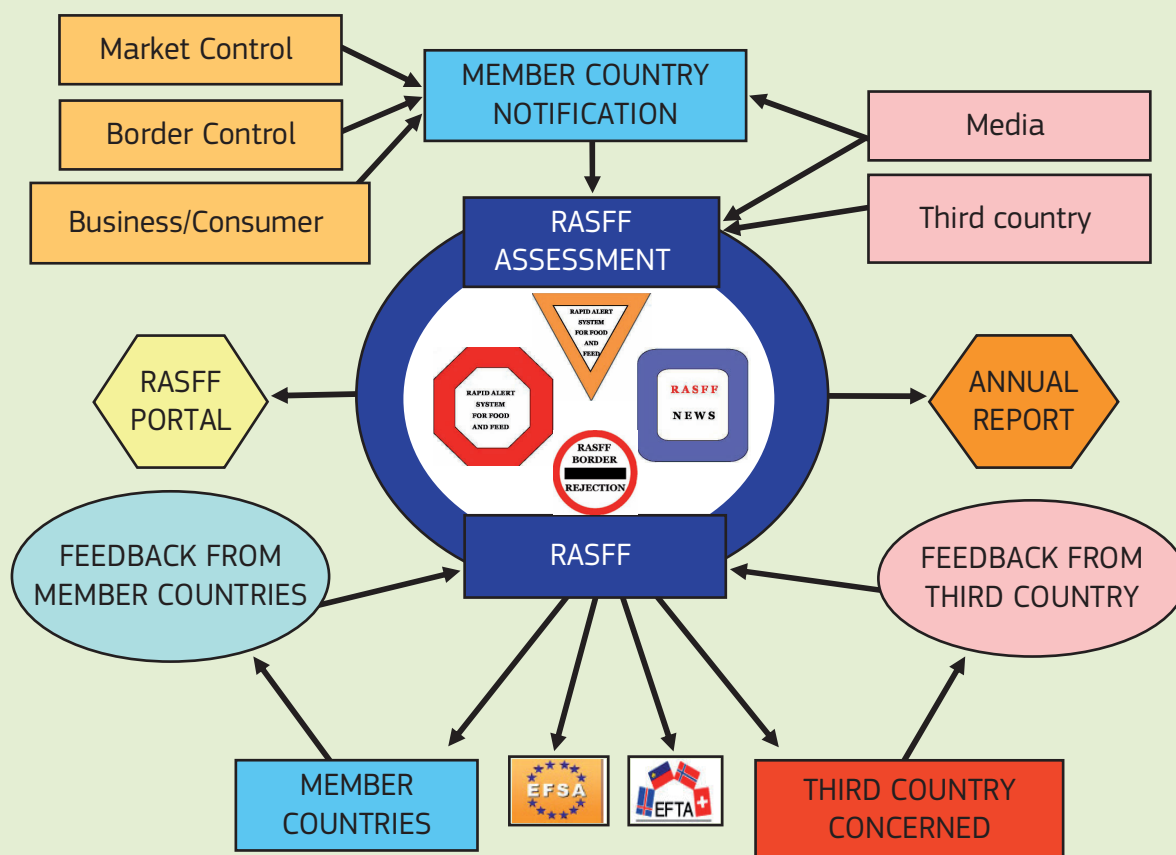 Market Control
Border Control
Business/Consumer
MEMBER COUNTRY
NOTIFICATION
Media
Third country
RASFF
ASSESSMENT
RAPID ALERT
SYSTEM
FOR FOOD
AND
FEED
RAPID ALERT
SYSTEM
FOR FOOD
AND FEED
RASFF
NEWS
RASFF
BORDER
REJECTION
RASFF
PORTAL
ANNUAL
REPORT
RASFF
FEEDBACK FROM
MEMBER COUNTRIES
FEEDBACK FROM
THIRD COUNTRY
MEMBER
COUNTRIES
EFSA
EFTA
THIRD COUNTRY
CONCERNED